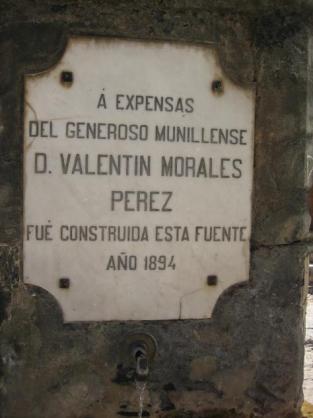 Á EXPENSAS
DEL GENEROSO MUNILLENSE
D. VALENTIN MORALES
PEREZ
FUÉ CONSTRUIDA ESTA FUENTE
AÑO 1894